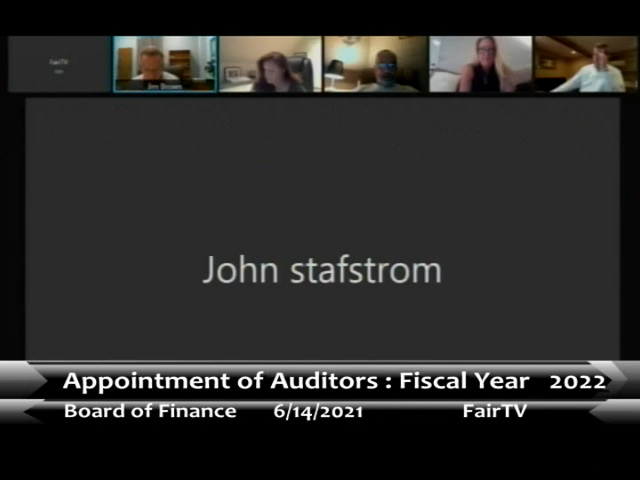 FairTV
Jim Brown
John stafstrom
Appointment of Auditors : Fiscal Year 2022
Board of Finance 6/14/2021 FairTV